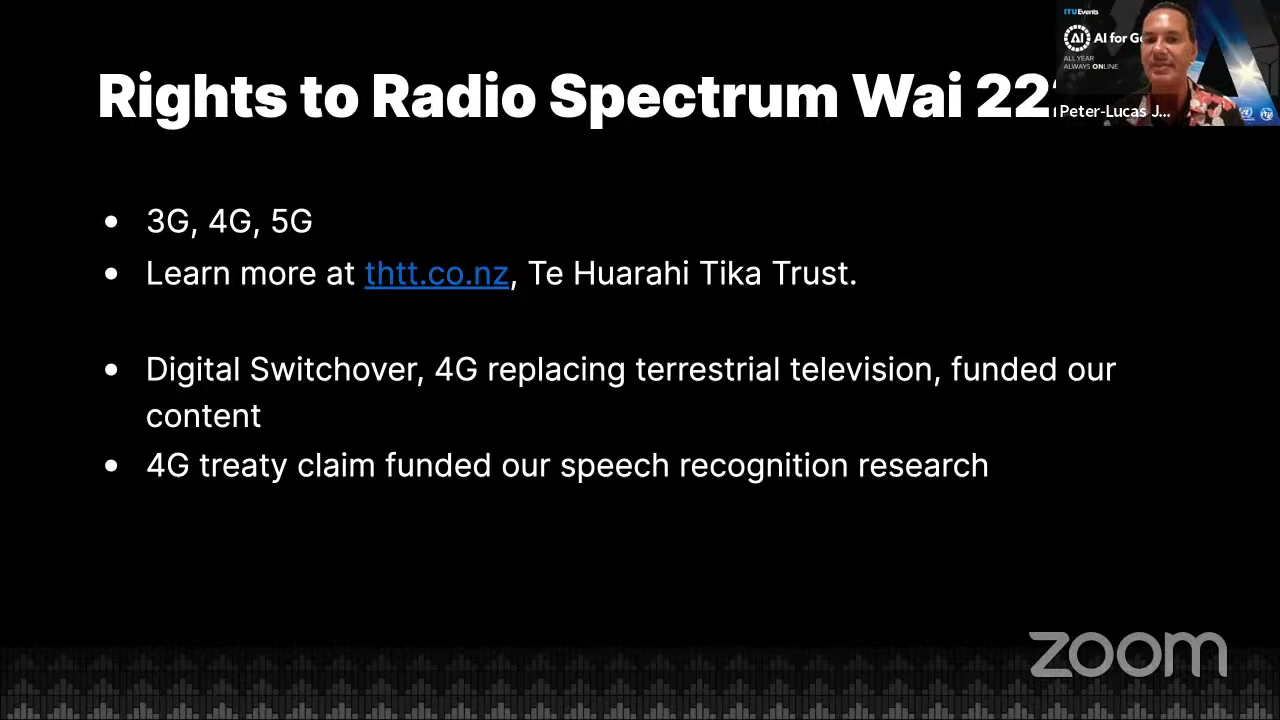 ITUEvents
AI
AI for Go
ALL YEAR
ALWAYS ONLINE
Peter-Lucas J...
Rights to Radio Spectrum Wai 22
• 3G, 4G, 5G
• Learn more at thtt.co.nz, Te Huarahi Tika Trust.
• Digital Switchover, 4G replacing terrestrial television, funded our
content
• 4G treaty claim funded our speech recognition research
zoom